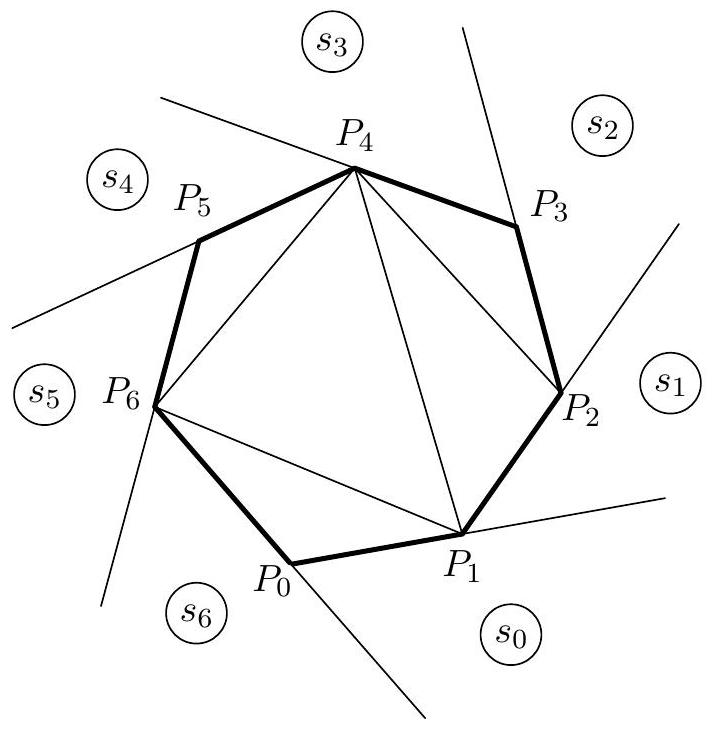 s₃
s₂
P₄
s₄
P₅
P₃
s₁
s₅
P₆
P₂
P₁
P₀
s₆
s₀